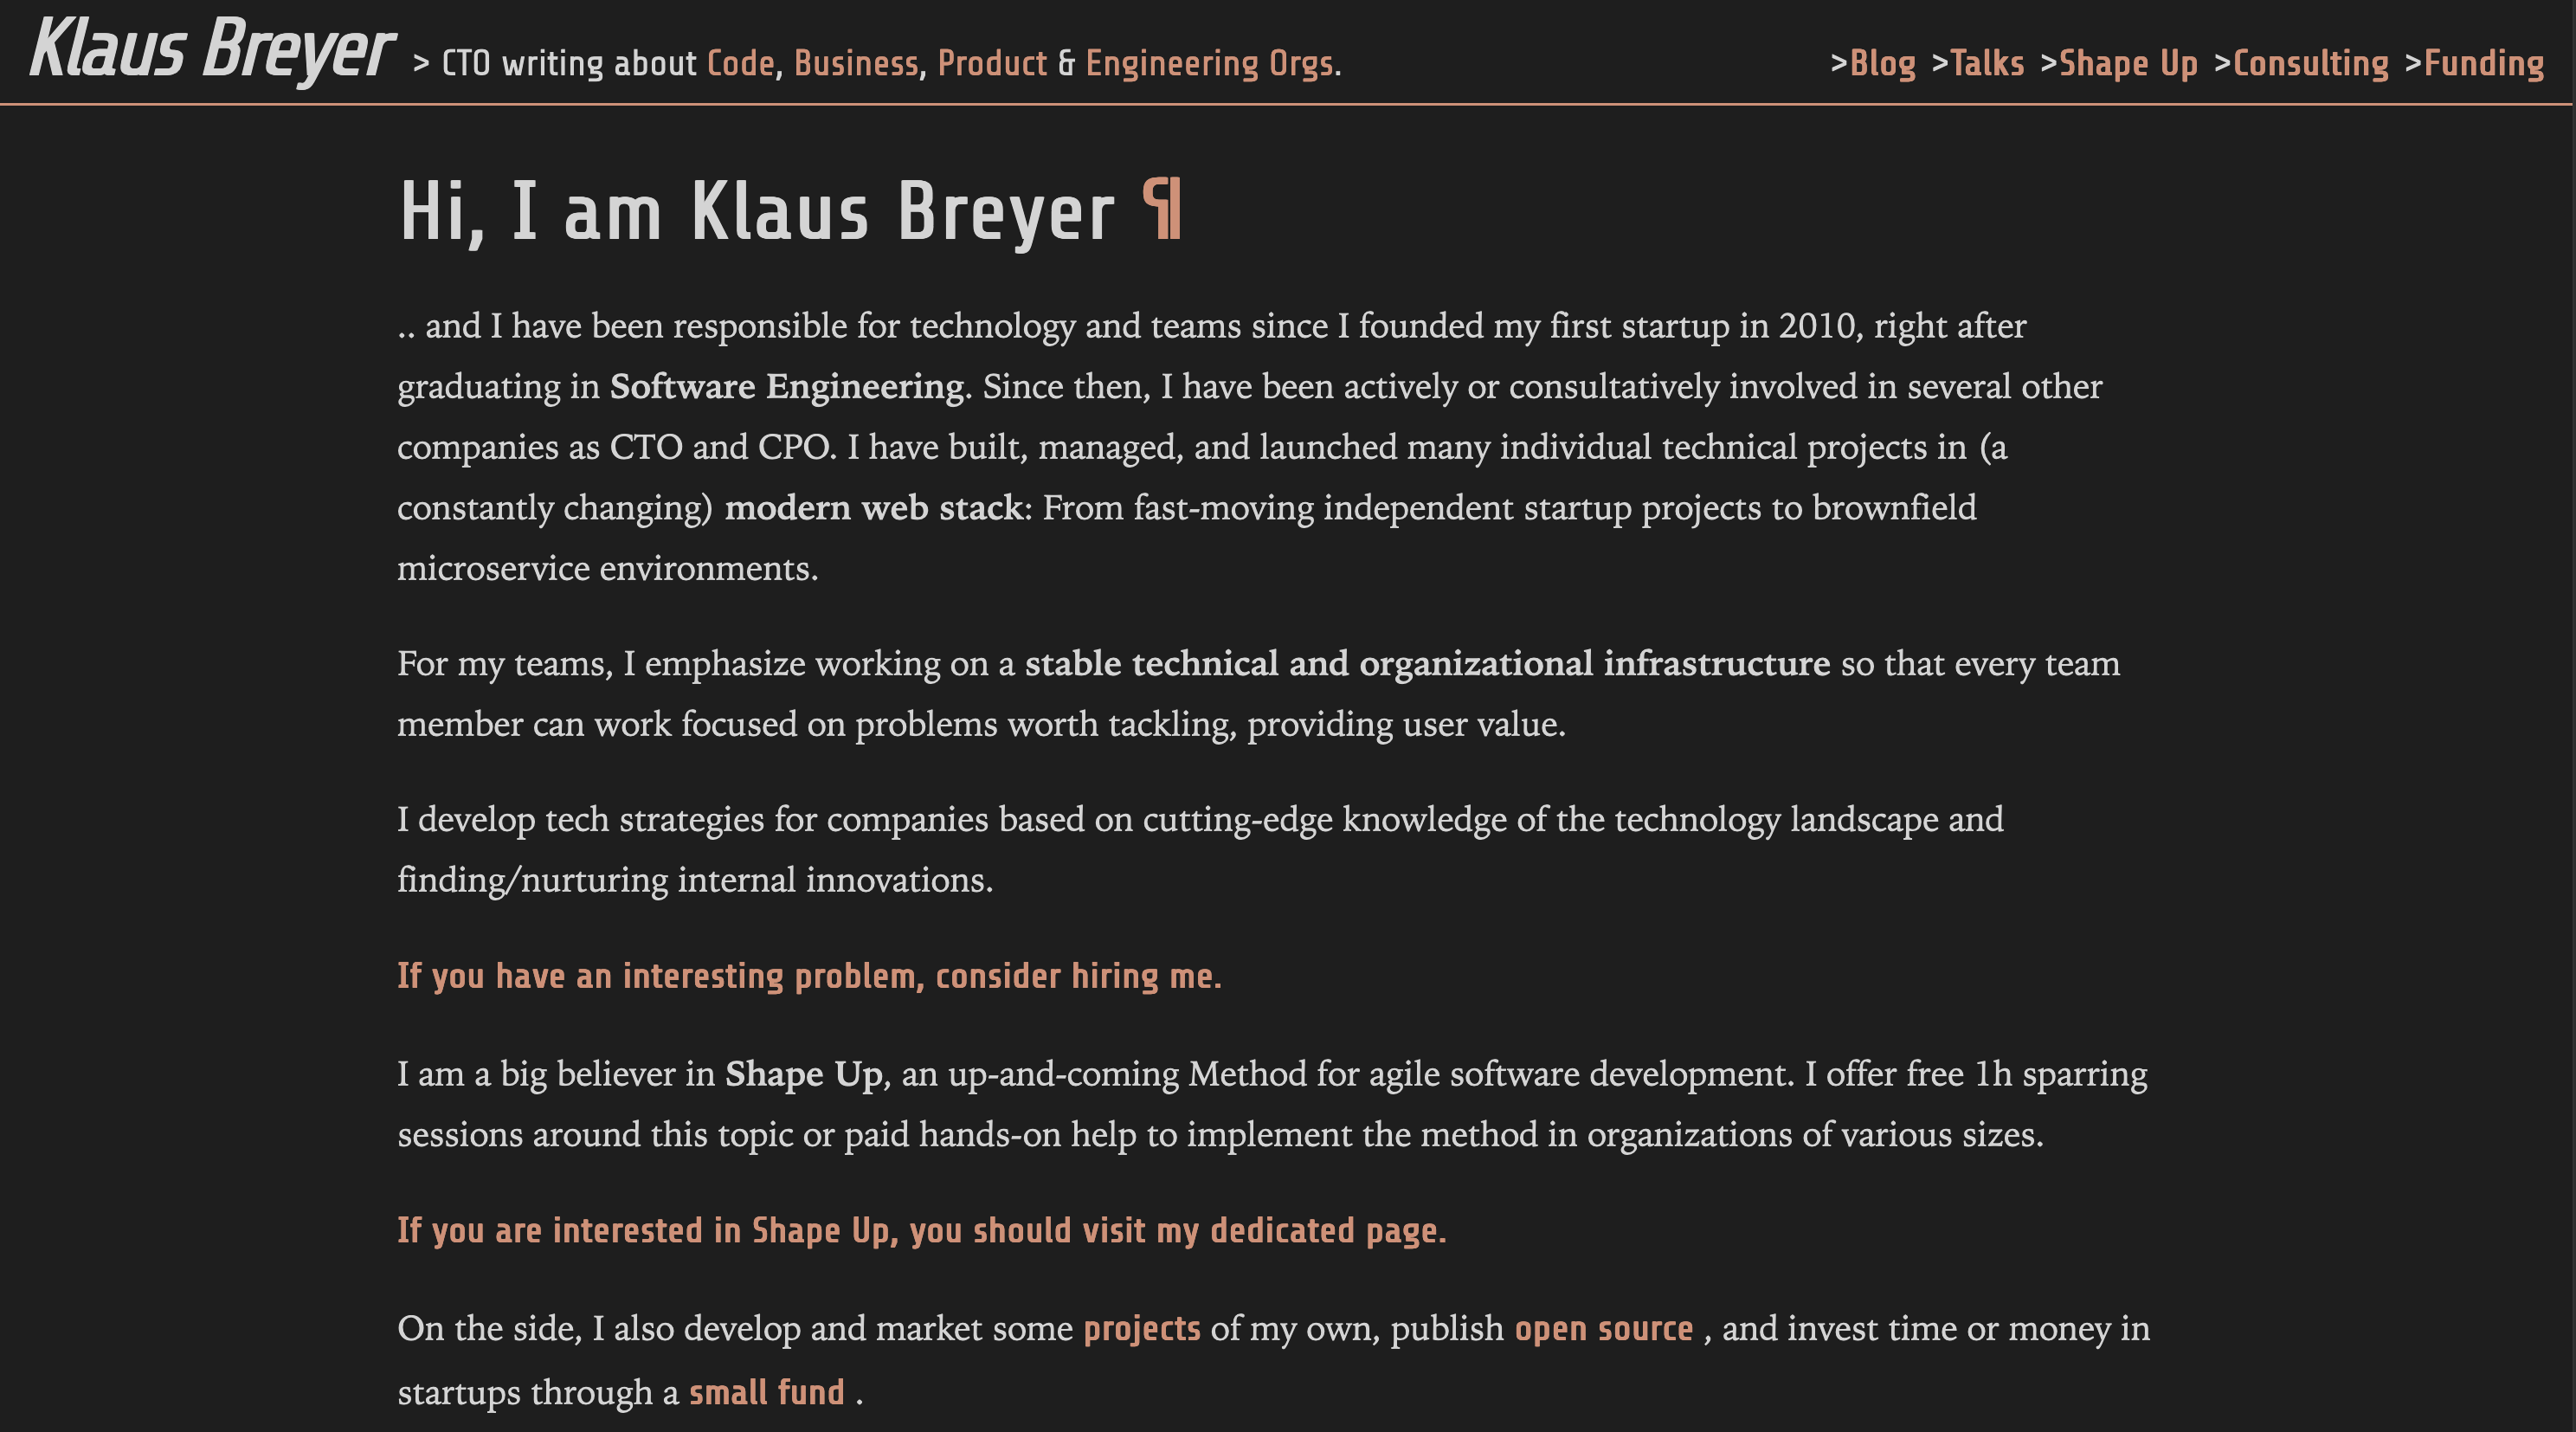 Klaus Breyer > CTO writing about Code, Business, Product & Engineering Orgs. >Blog >Talks >Shape Up >Consulting >Funding
Hi, I am Klaus Breyer ¶
.. and I have been responsible for technology and teams since I founded my first startup in 2010, right after
graduating in Software Engineering. Since then, I have been actively or consultatively involved in several other
companies as CTO and CPO. I have built, managed, and launched many individual technical projects in (a
constantly changing) modern web stack: From fast-moving independent startup projects to brownfield
microservice environments.
For my teams, I emphasize working on a stable technical and organizational infrastructure so that every team
member can work focused on problems worth tackling, providing user value.
I develop tech strategies for companies based on cutting-edge knowledge of the technology landscape and
finding/nurturing internal innovations.
If you have an interesting problem, consider hiring me.
I am a big believer in Shape Up, an up-and-coming Method for agile software development. I offer free 1h sparring
sessions around this topic or paid hands-on help to implement the method in organizations of various sizes.
If you are interested in Shape Up, you should visit my dedicated page.
On the side, I also develop and market some projects of my own, publish open source , and invest time or money in
startups through a small fund .